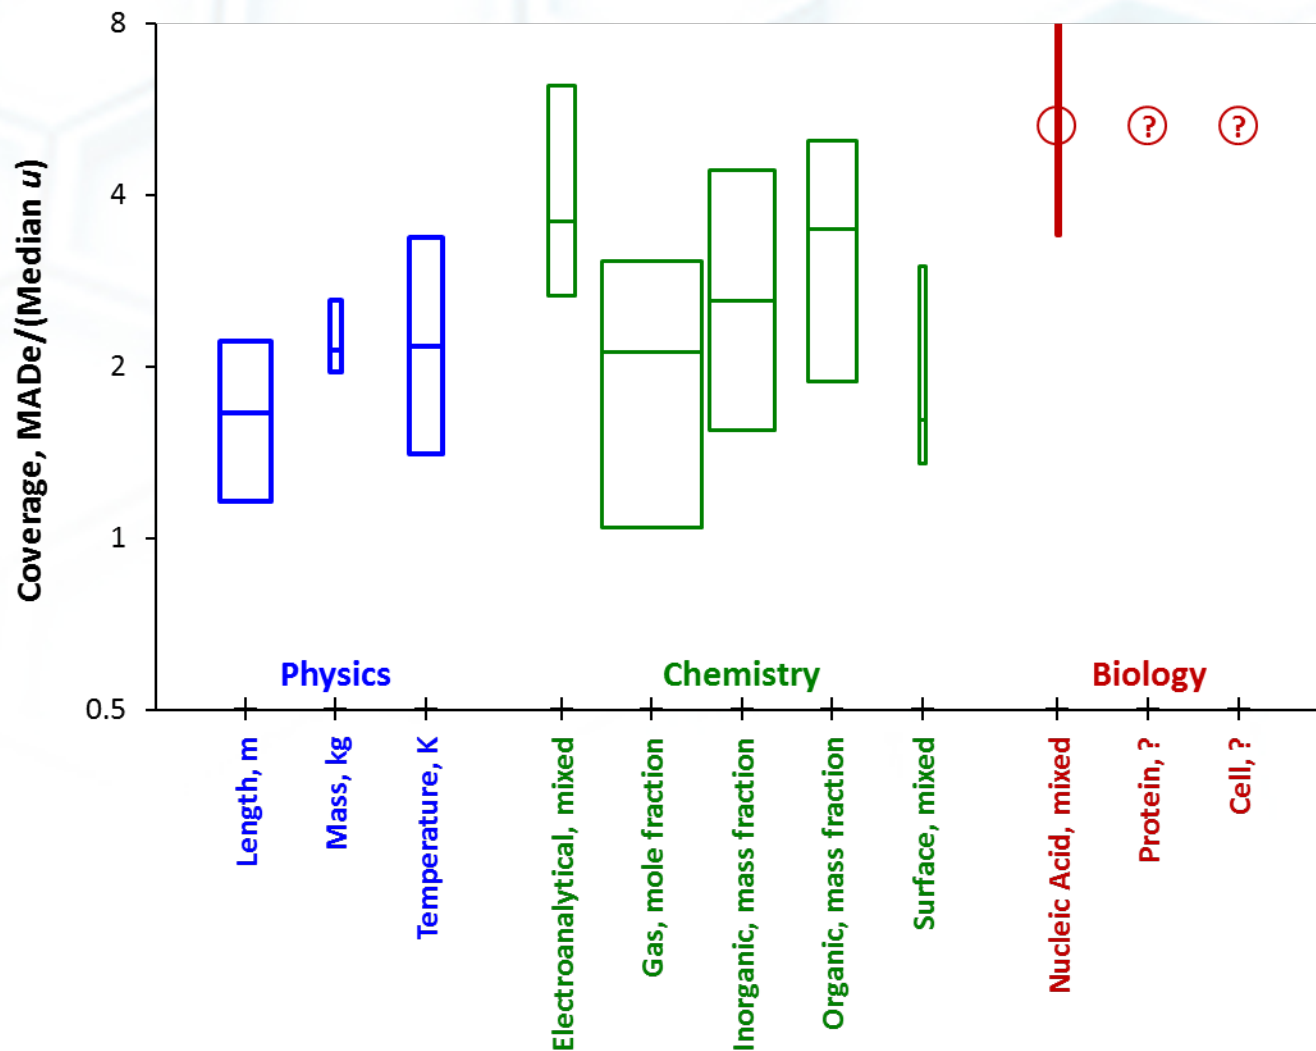 Coverage, MADe/(Median u)
8
4
2
1
0.5
? ?
Physics Chemistry Biology
Length, m
Mass, kg
Temperature, K
Electroanalytical, mixed
Gas, mole fraction
Inorganic, mass fraction
Organic, mass fraction
Surface, mixed
Nucleic Acid, mixed
Protein, ?
Cell, ?